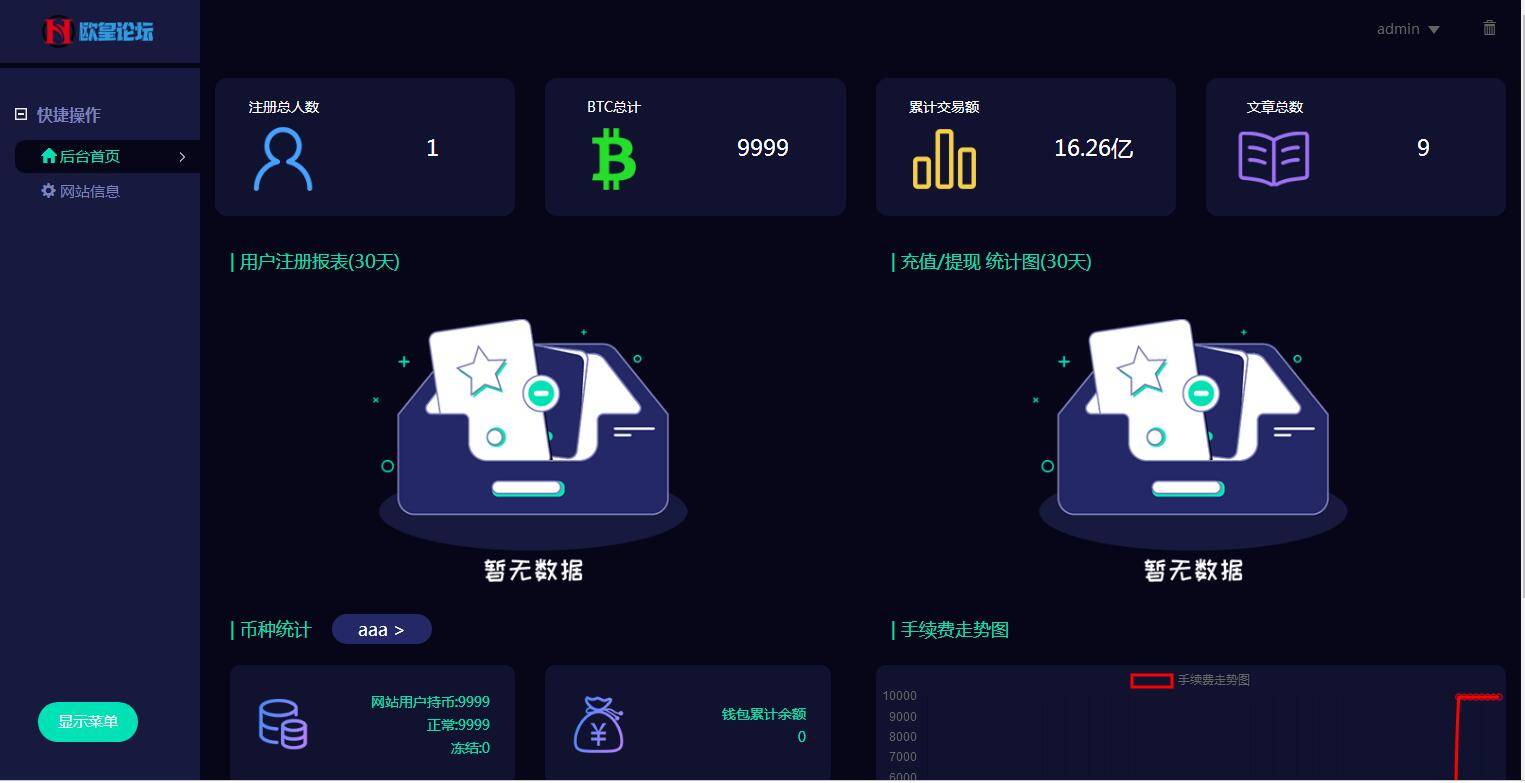 欧皇论坛
admin
快捷操作
后台首页
网站信息
显示菜单
注册总人数
1
BTC总计
9999
累计交易额
16.26亿
文章总数
9
用户注册报表(30天)
暂无数据
充值/提现 统计图(30天)
暂无数据
币种统计
aaa >
网站用户持币:9999
正常:9999
冻结:0
钱包累计余额
0
手续费走势图
手续费走势图
10000
9000
8000
7000
6000